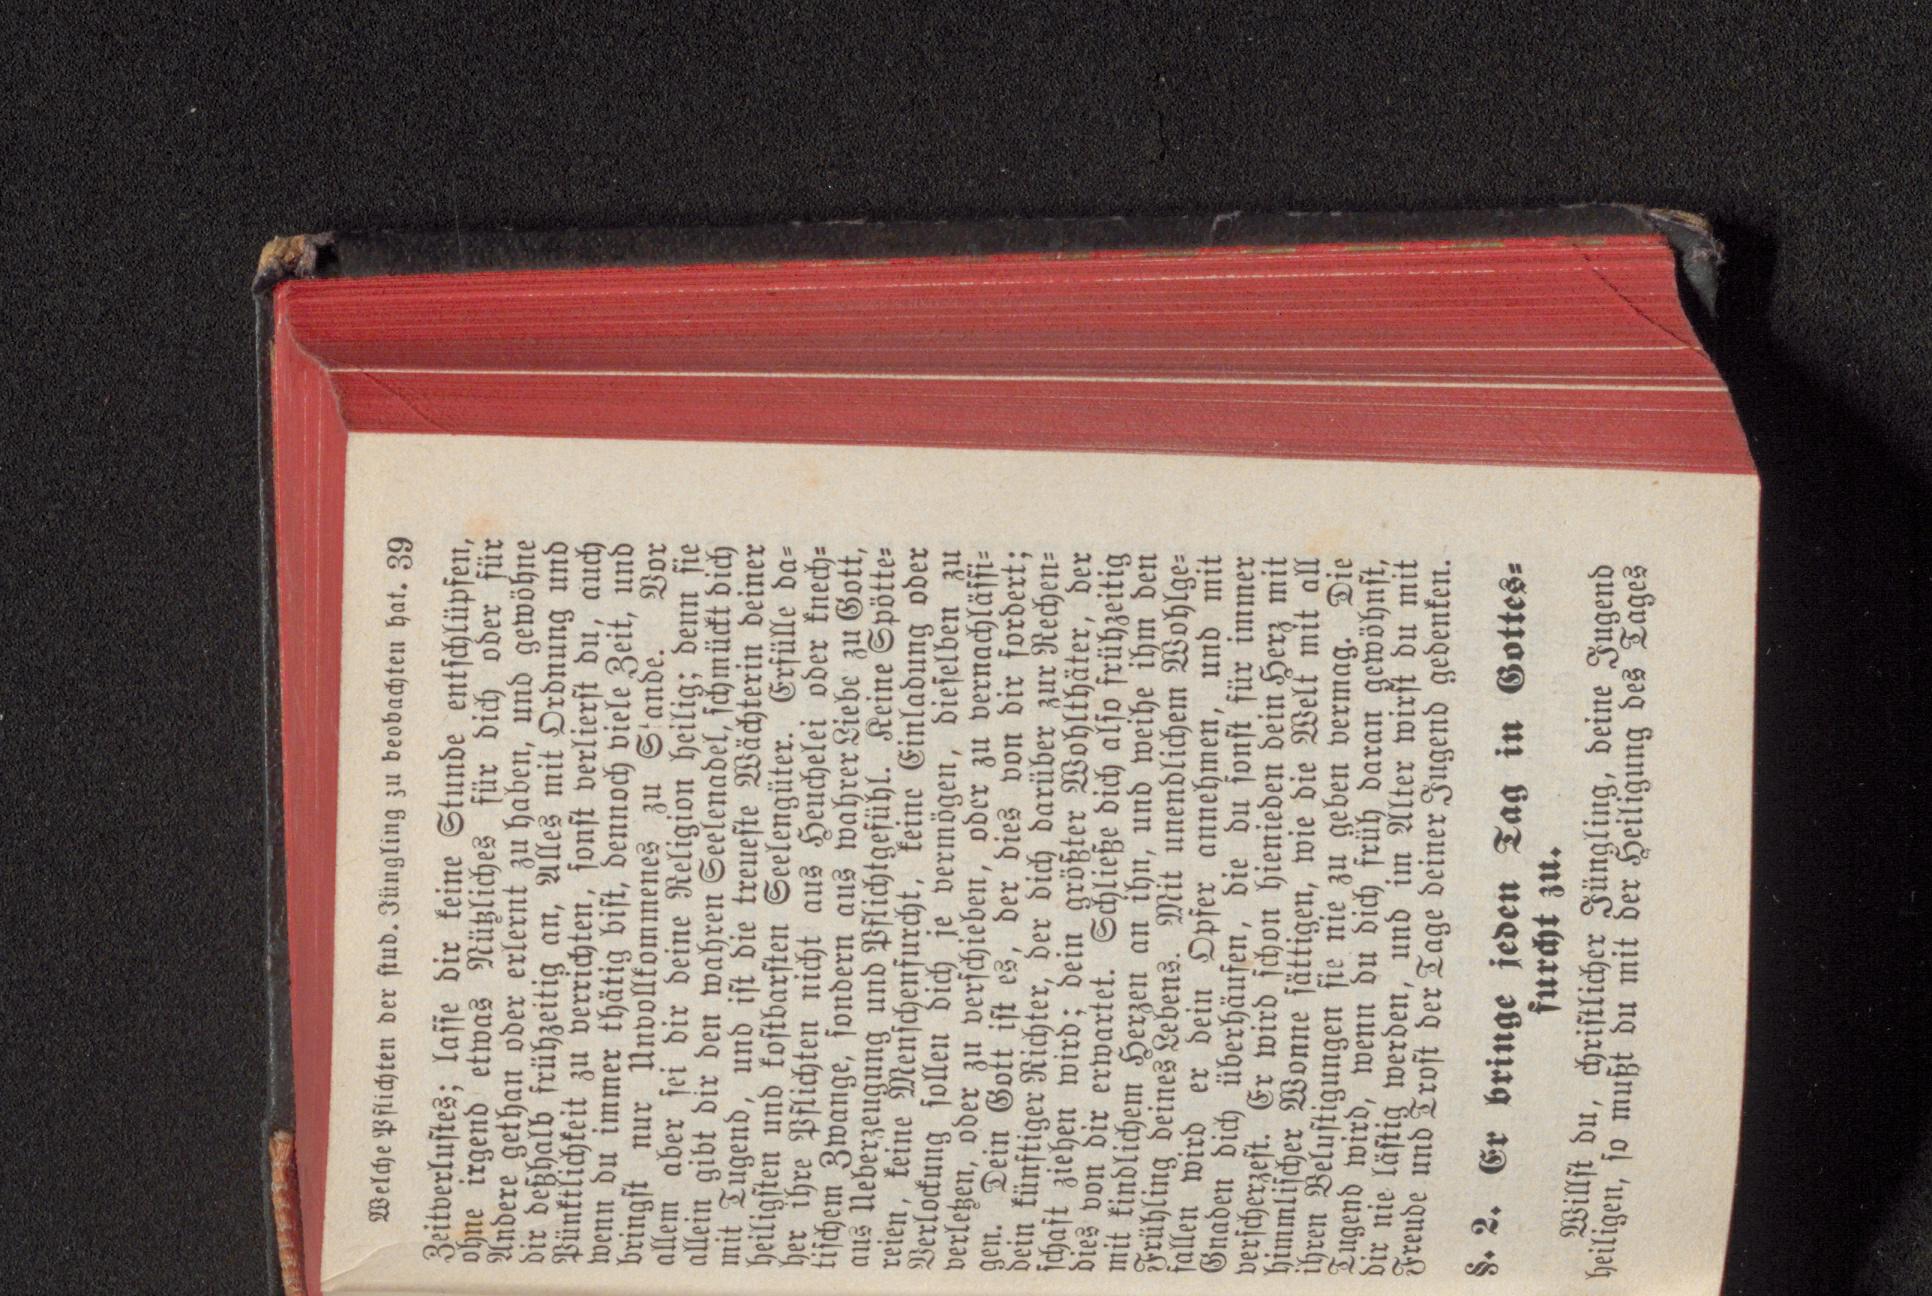 Welche Pflichten der stud. Jüngling zu beobachten hat. 39
Zeitverlustes; lasse dir keine Stunde entschlüpfen,
ohne irgend etwas Nützliches für dich oder für
Andere gethan oder erlernt zu haben, und gewöhne
dir deßhalb frühzeitig an, Alles mit Ordnung und
Pünktlichkeit zu verrichten, sonst verlierst du, auch
wenn du immer thätig bist, dennoch viele Zeit, und
bringst nur Unvollkommenes zu Stande. Vor
allem aber sei dir deine Religion heilig; denn sie
allein gibt dir den wahren Seelenadel, schmückt dich
mit Tugend, und ist die treueste Wächterin deiner
heiligsten und kostbarsten Seelengüter. Erfülle da-
her ihre Pflichten nicht aus Heuchelei oder knech-
tischem Zwange, sondern aus wahrer Liebe zu Gott,
aus Ueberzeugung und Pflichtgefühl. Keine Spötte-
reien, keine Menschenfurcht, keine Einladung oder
Verlockung sollen dich je vermögen, dieselben zu
verletzen, oder zu verschieben, oder zu vernachlässi-
gen. Dein Gott ist es, der dies von dir fordert;
dein künftiger Richter, der dich darüber zur Rechen-
schaft ziehen wird; dein größter Wohlthäter, der
dies von dir erwartet. Schließe dich also frühzeitig
mit kindlichem Herzen an ihn, und weihe ihm den
Frühling deines Lebens. Mit unendlichem Wohlge-
fallen wird er dein Opfer annehmen, und mit
Gnaden dich überhäufen, die du sonst für immer
verscherzest. Er wird schon hienieden dein Herz mit
himmlischer Wonne sättigen, wie die Welt mit all
ihren Belustigungen sie nie zu geben vermag. Die
Tugend wird, wenn du dich früh daran gewöhnst,
dir nie lästig werden, und im Alter wirst du mit
Freude und Trost der Tage deiner Jugend gedenken.
§. 2. Er bringe jeden Tag in Gottes-
furcht zu.
Willst du, christlicher Jüngling, deine Jugend
heiligen, so mußt du mit der Heiligung des Tages